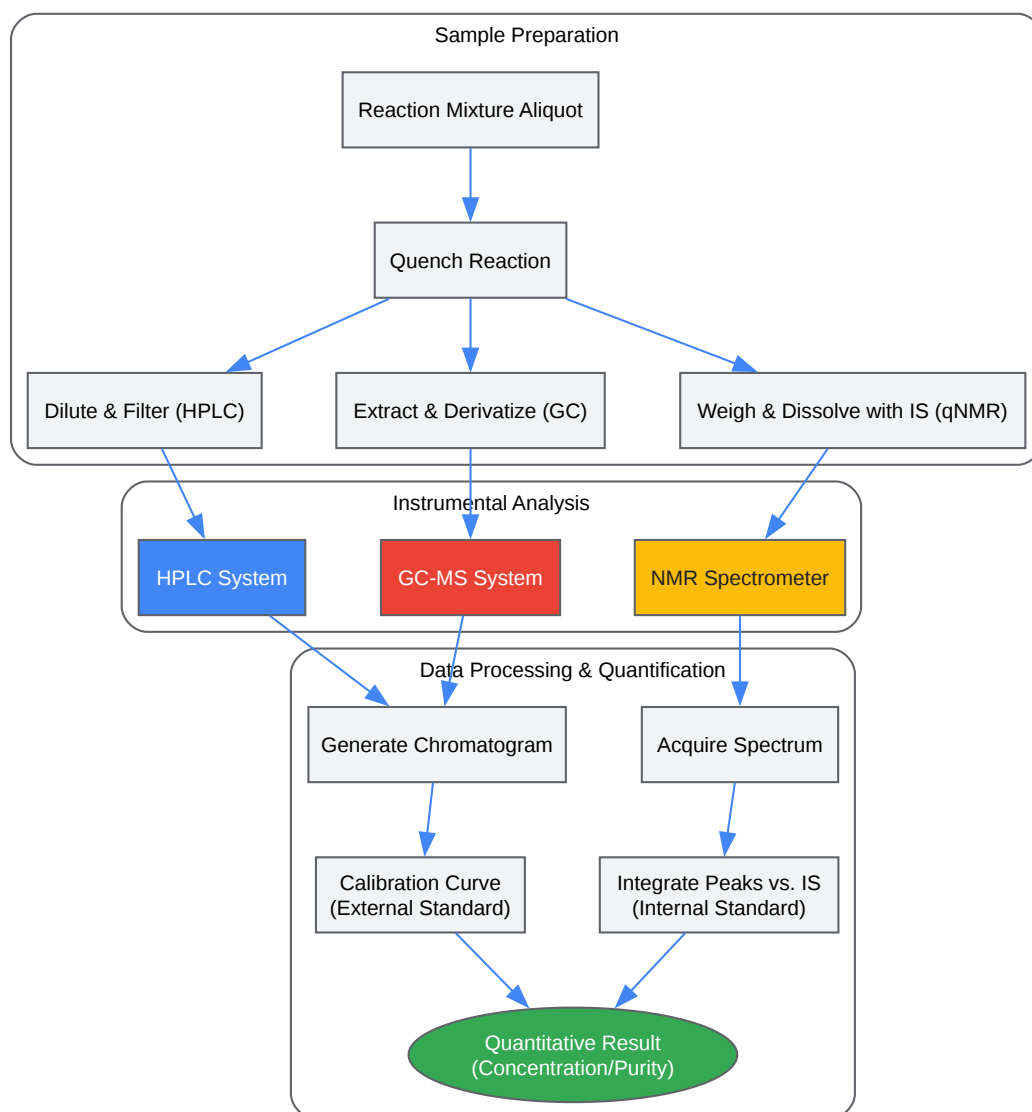 Sample Preparation
Reaction Mixture Aliquot
Quench Reaction
Dilute & Filter (HPLC)
Extract & Derivatize (GC)
Weigh & Dissolve with IS (qNMR)
Instrumental Analysis
HPLC System
GC-MS System
NMR Spectrometer
Data Processing & Quantification
Generate Chromatogram
Acquire Spectrum
Calibration Curve
(External Standard)
Integrate Peaks vs. IS
(Internal Standard)
Quantitative Result
(Concentration/Purity)